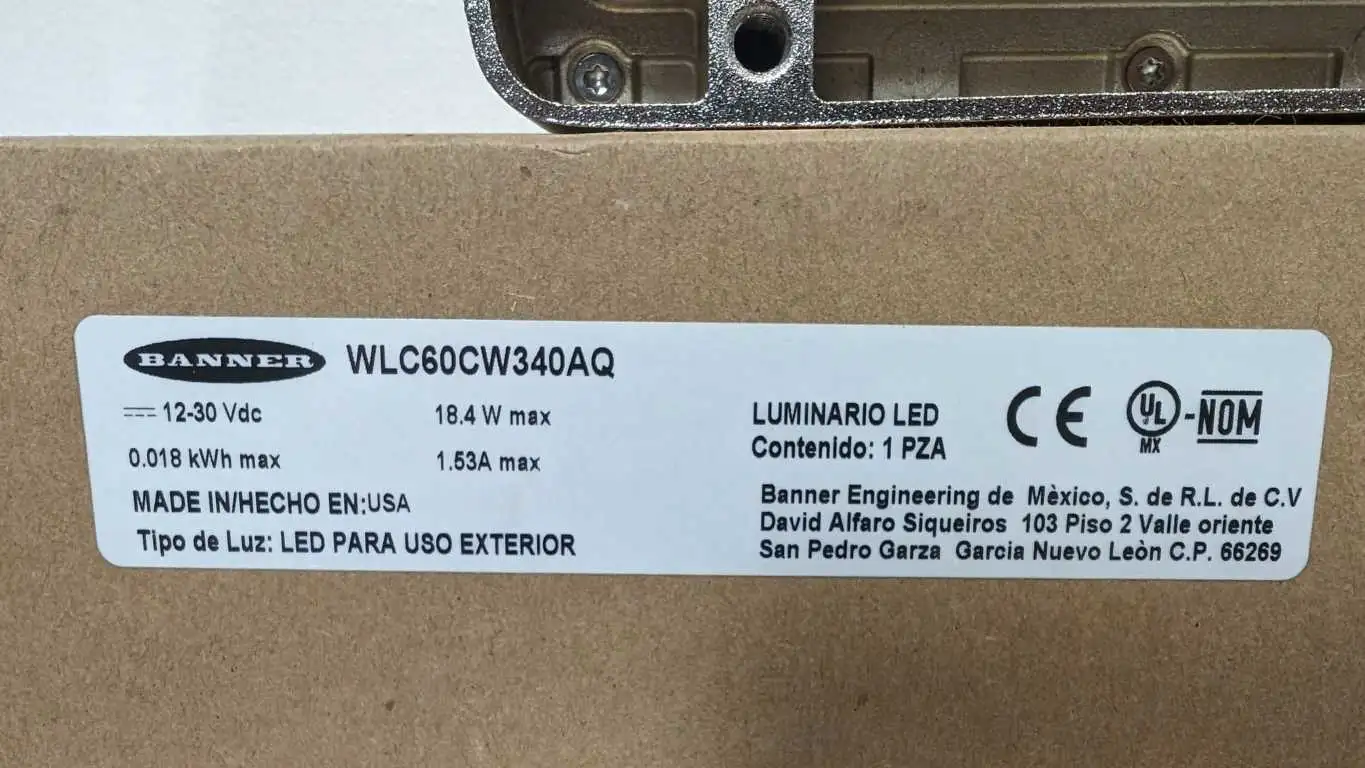 BANNER WLC60CW340AQ
12-30 Vdc 18.4 W max
0.018 kWh max 1.53A max
MADE IN/HECHO EN:USA
Tipo de Luz: LED PARA USO EXTERIOR
LUMINARIO LED
Contenido: 1 PZA
CE UL MX -NOM
Banner Engineering de Mèxico, S. de R.L. de C.V
David Alfaro Siqueiros 103 Piso 2 Valle oriente
San Pedro Garza Garcia Nuevo Leòn C.P. 66269